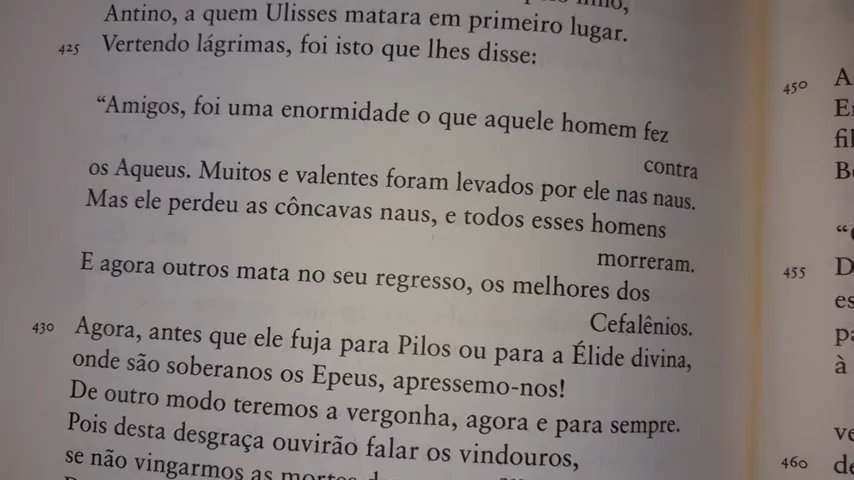 Antino, a quem Ulisses matara em primeiro lugar.
425 Vertendo lágrimas, foi isto que lhes disse:
“Amigos, foi uma enormidade o que aquele homem fez
contra
os Aqueus. Muitos e valentes foram levados por ele nas naus.
Mas ele perdeu as côncavas naus, e todos esses homens
morreram.
E agora outros mata no seu regresso, os melhores dos
Cefalênios.
430 Agora, antes que ele fuja para Pilos ou para a Élide divina,
onde são soberanos os Epeus, apressemo-nos!
De outro modo teremos a vergonha, agora e para sempre.
Pois desta desgraça ouvirão falar os vindouros,
se não vingarmos as
450
455
à
460